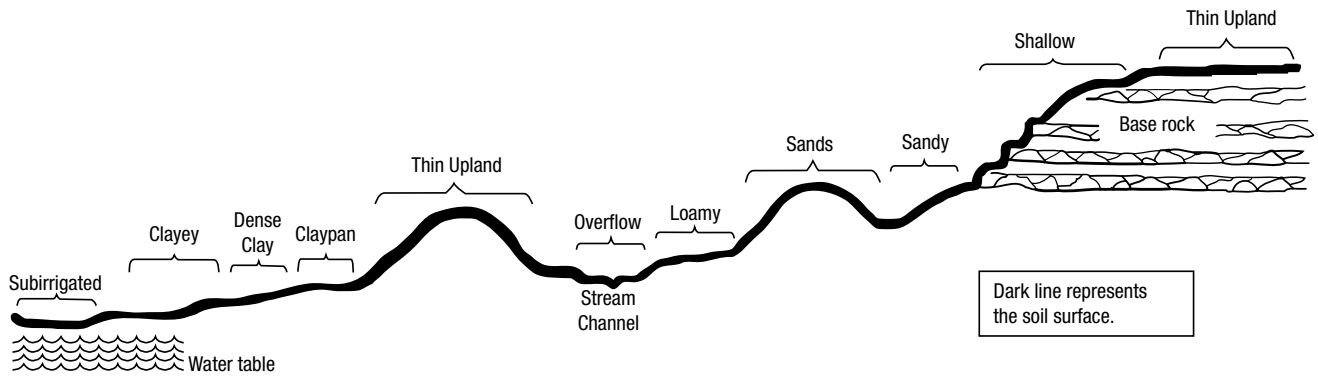 Thin Upland
Shallow
Base rock
Sands
Sandy
Thin Upland
Overflow
Loamy
Dense
Clay
Clayey
Claypan
Subirrigated
Stream
Channel
Dark line represents
the soil surface.
Water table